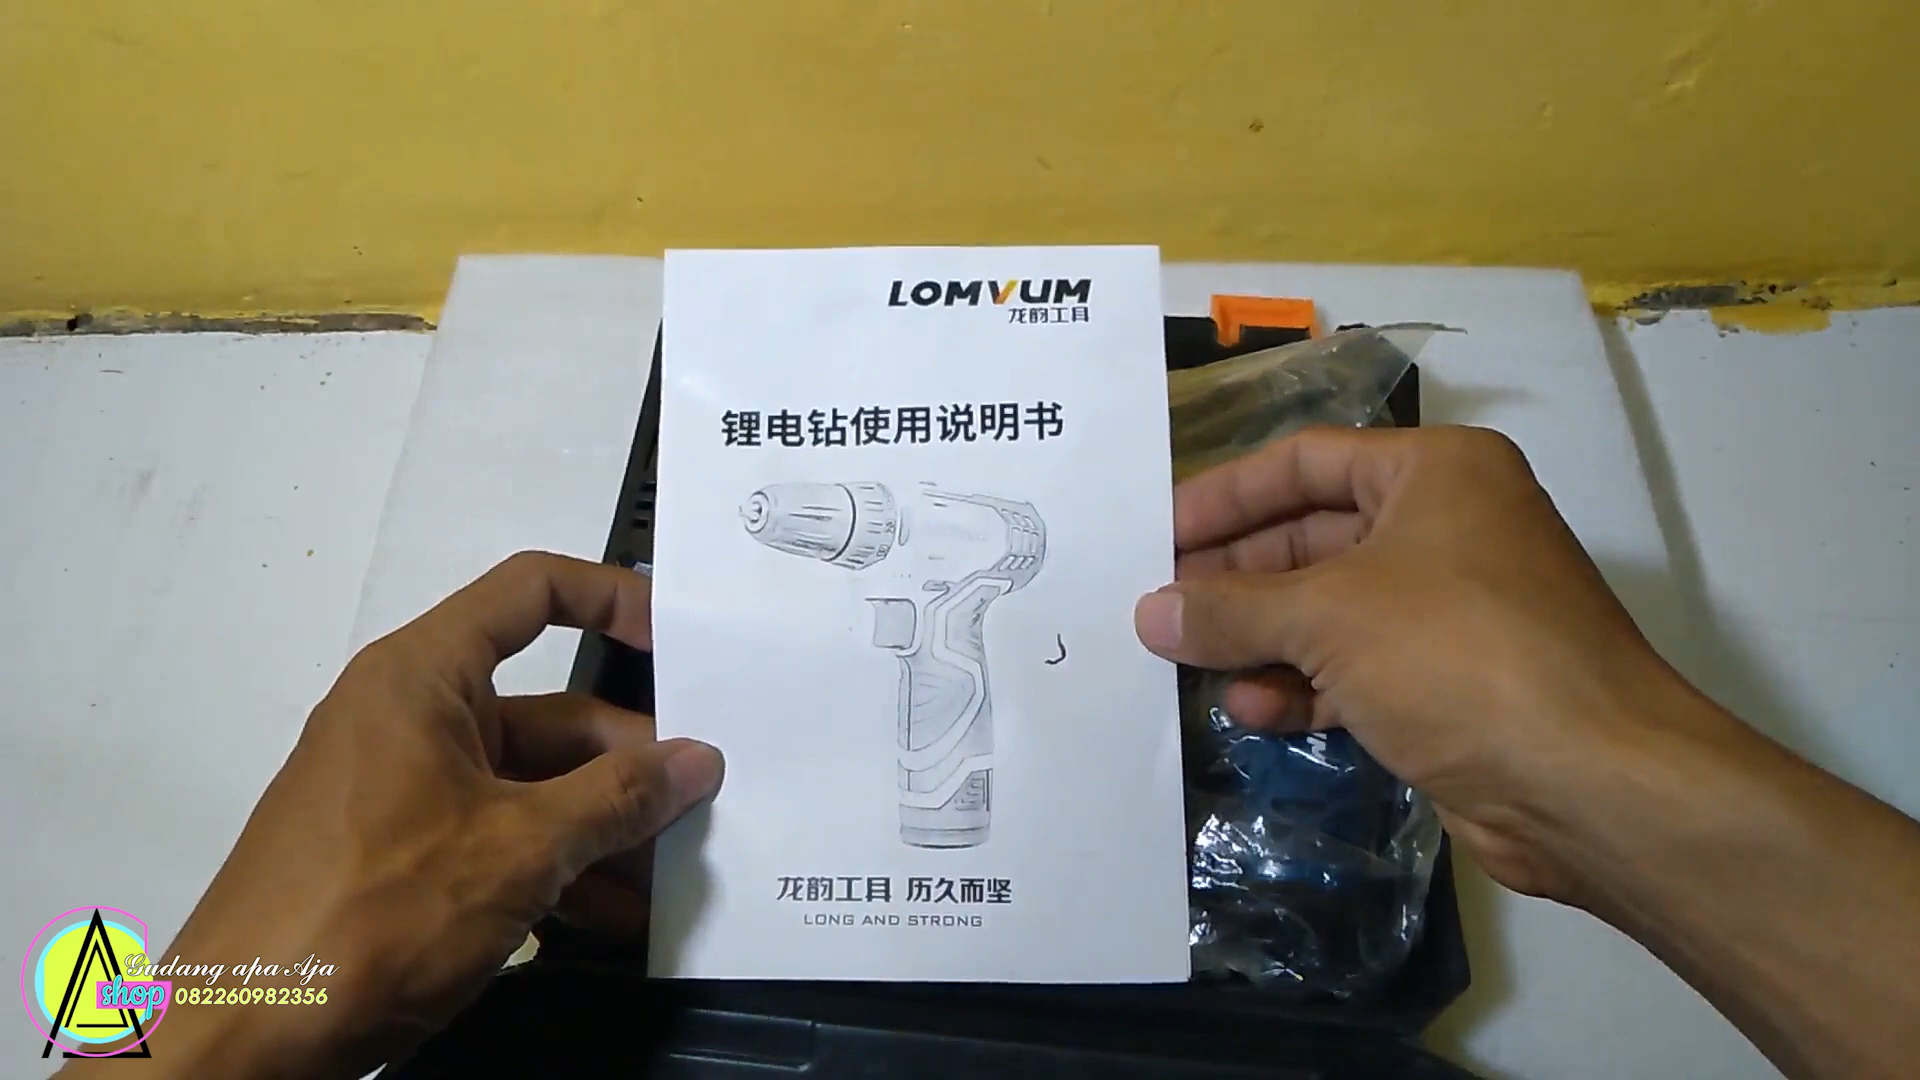 LOMVUM
龙韵工具
锂电钻使用说明书
龙韵工具 历久而坚
LONG AND STRONG
Gudang apa Aja
shop 082260982356